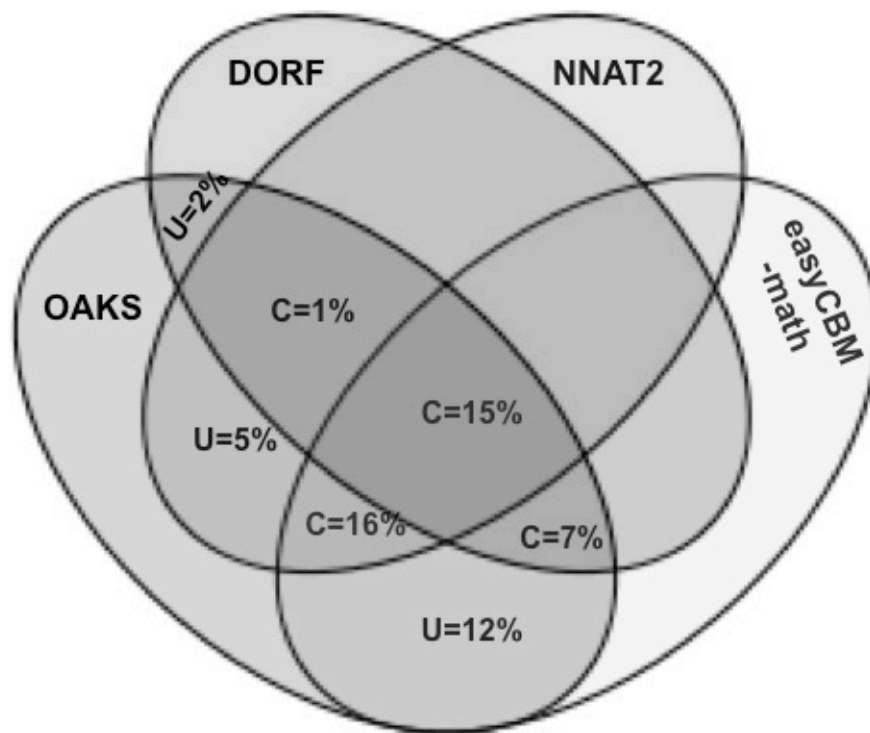 DORF
NNAT2
U=2%
easyCBM
-math
OAKS
C=1%
C=15%
U=5%
C=16%
C=7%
U=12%